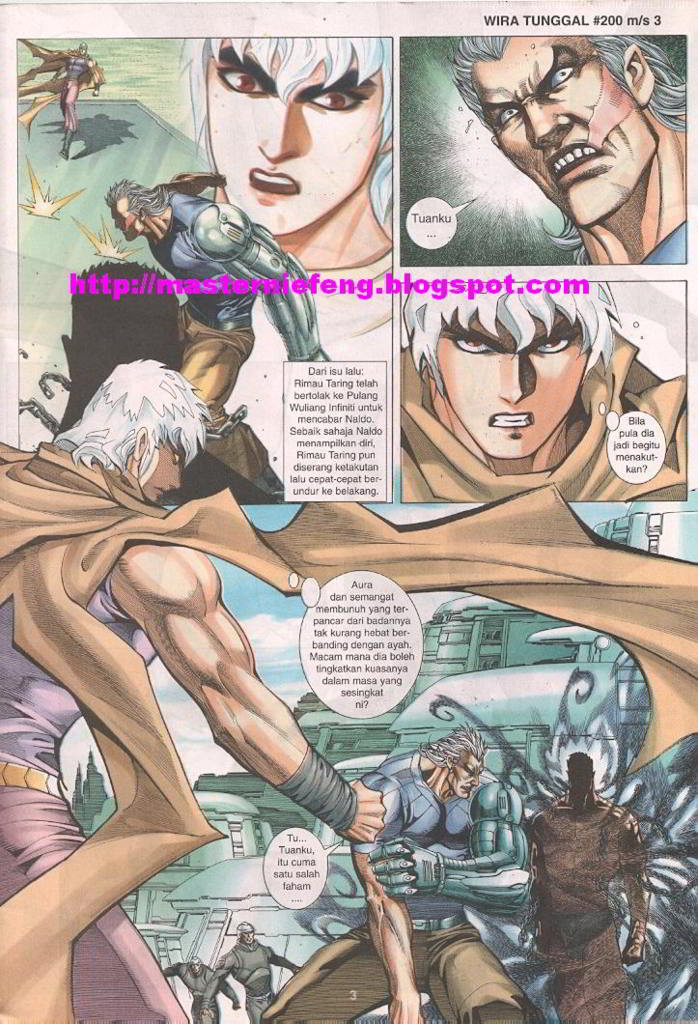 WIRA TUNGGAL #200 m/s 3
Tuanku
...
http://masterniefeng.blogspot.com
Dari isu lalu:
Rimau Taring telah
bertolak ke Pulang
Wuliang Infiniti untuk
mencabar Naldo.
Sebaik sahaja Naldo
menampilkan diri,
Rimau Taring pun
diserang ketakutan
lalu cepat-cepat ber-
undur ke belakang.
Bila
pula dia
jadi begitu
menakut-
kan?
Aura
dan semangat
membunuh yang ter-
pancar dari badannya
tak kurang hebat ber-
banding dengan ayah.
Macam mana dia boleh
tingkatkan kuasanya
dalam masa yang
sesingkat
ni?
Tu...
Tuanku,
itu cuma
satu salah
faham
....
3